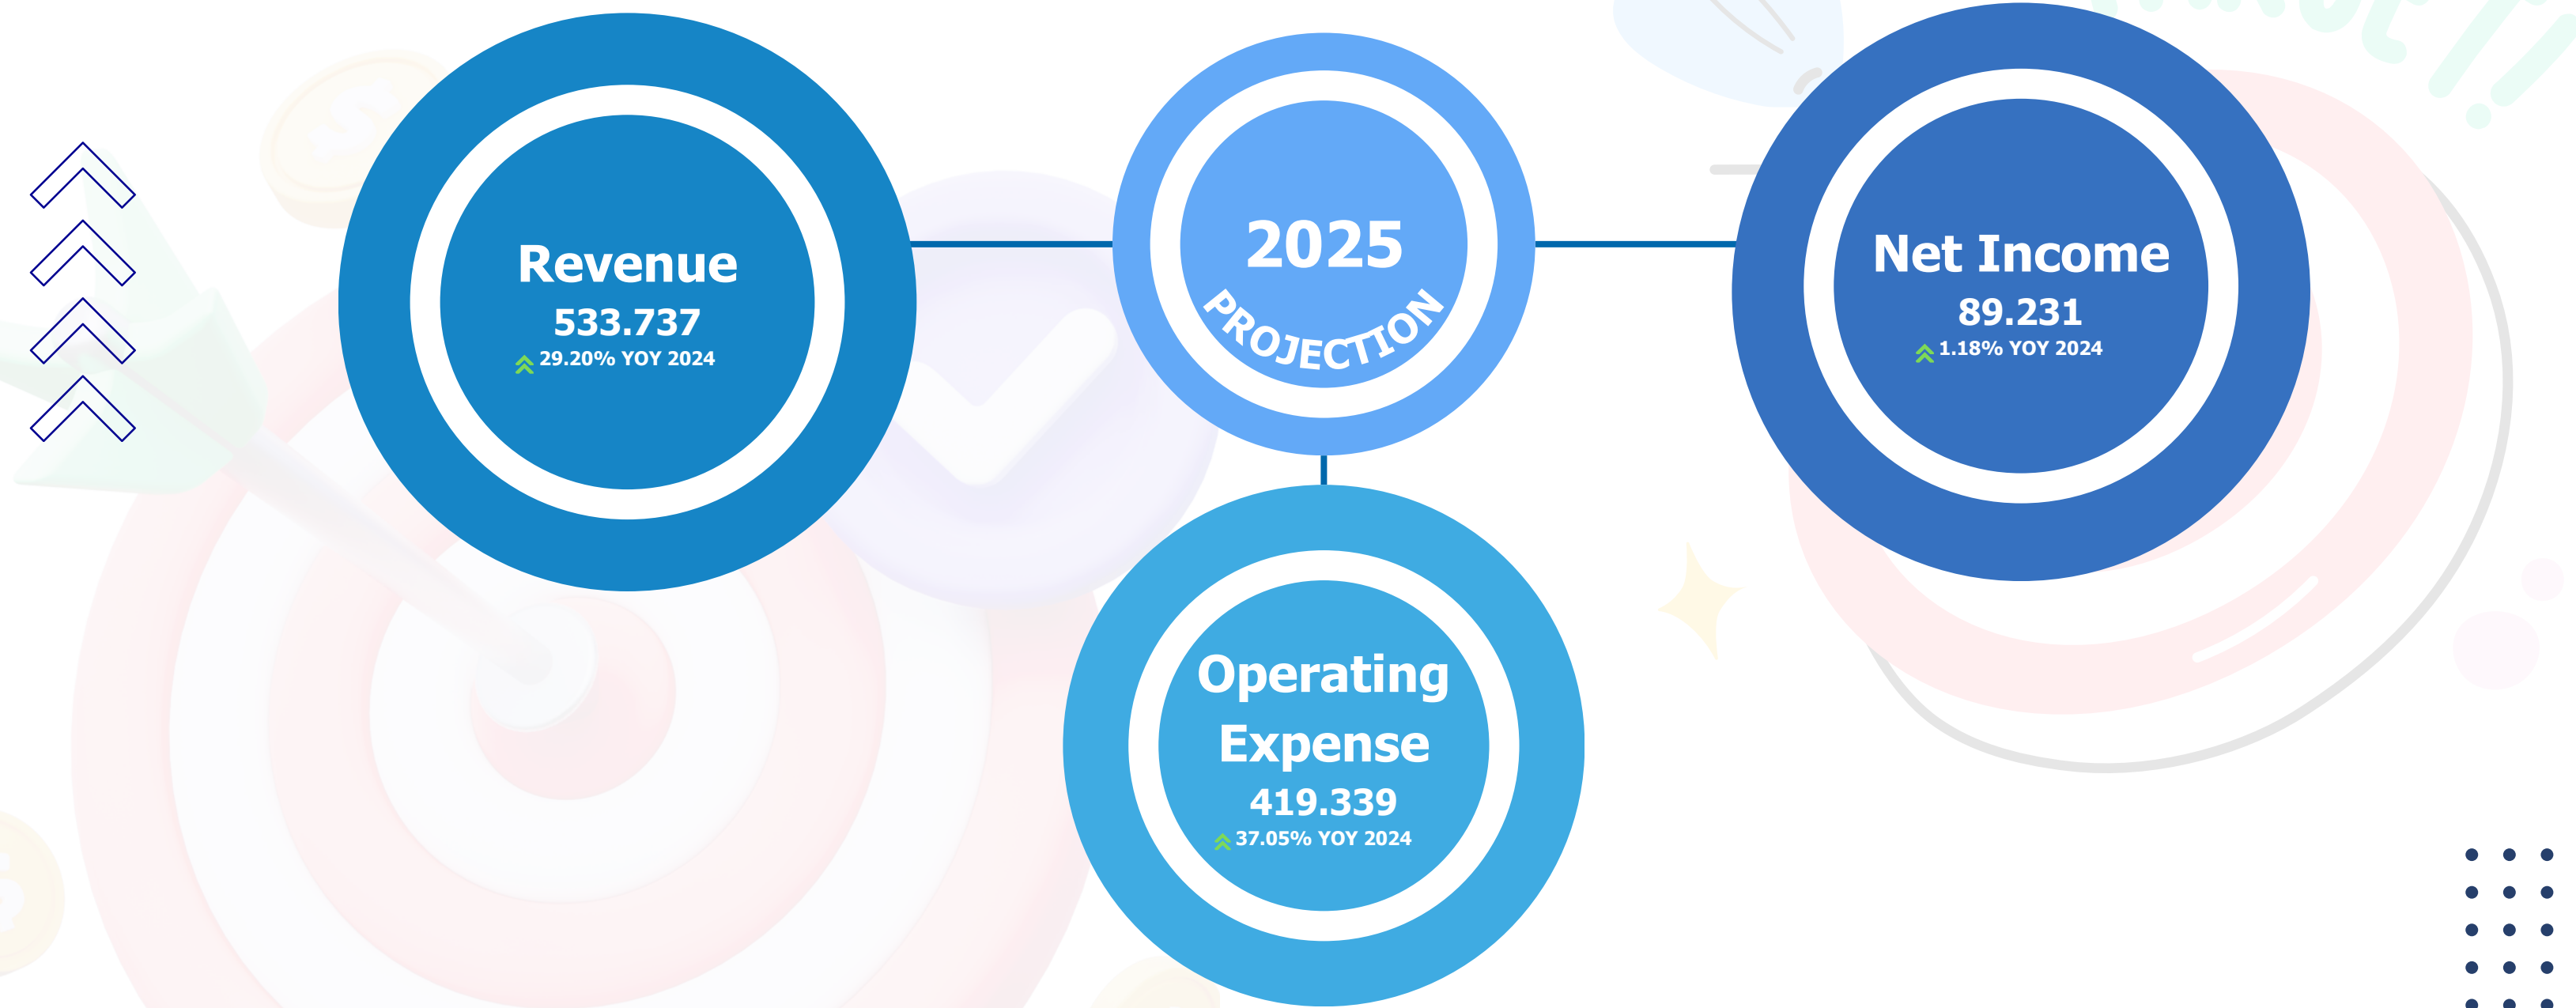 Revenue
533.737
29.20% YOY 2024
2025
PROJECTION
Net Income
89.231
1.18% YOY 2024
Operating
Expense
419.339
37.05% YOY 2024